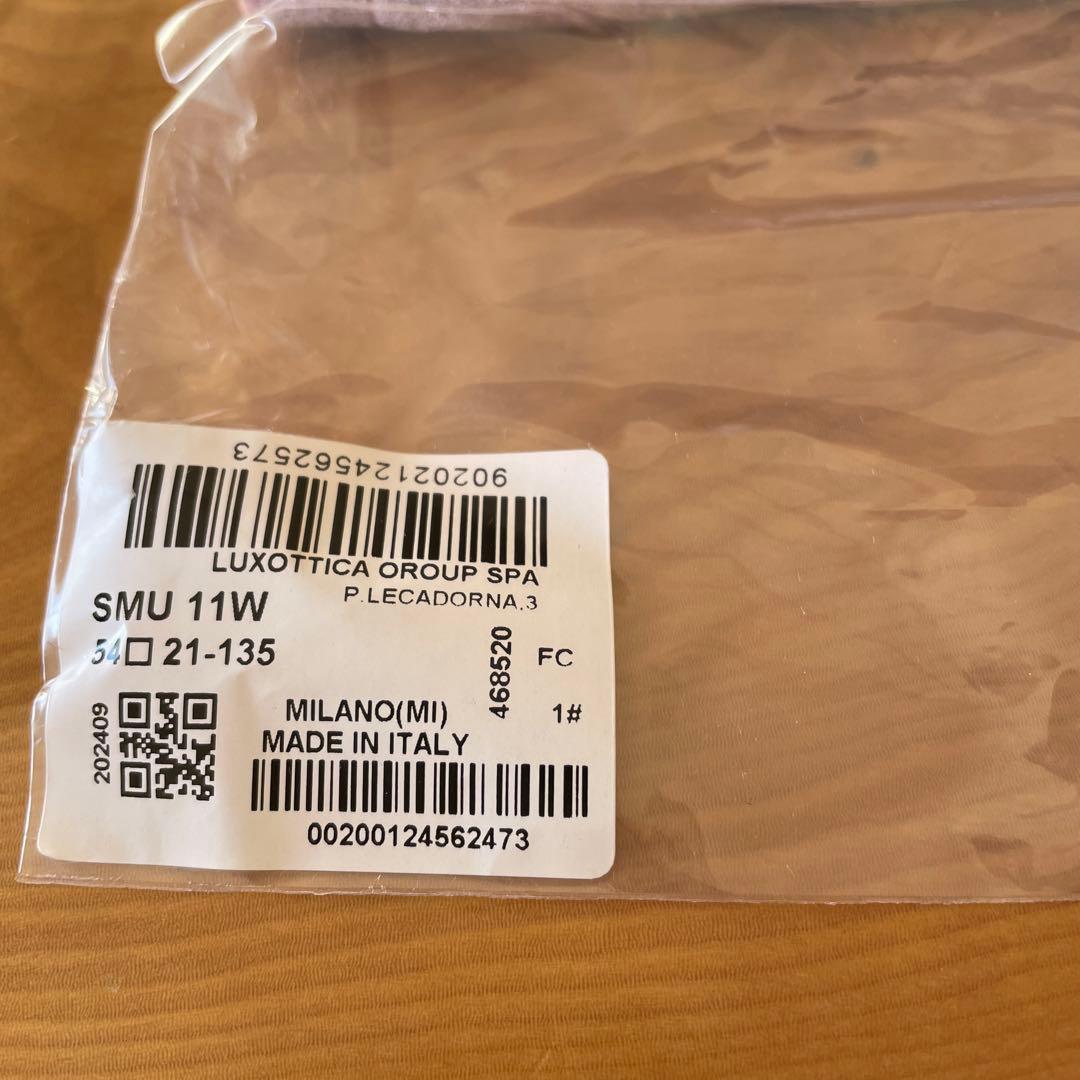 90202124562573
LUXOTTICA OROUP SPA
P.LECADORNA.3
SMU 11W
54□ 21-135
468520
FC
1#
202409
MILANO(MI)
MADE IN ITALY
00200124562473